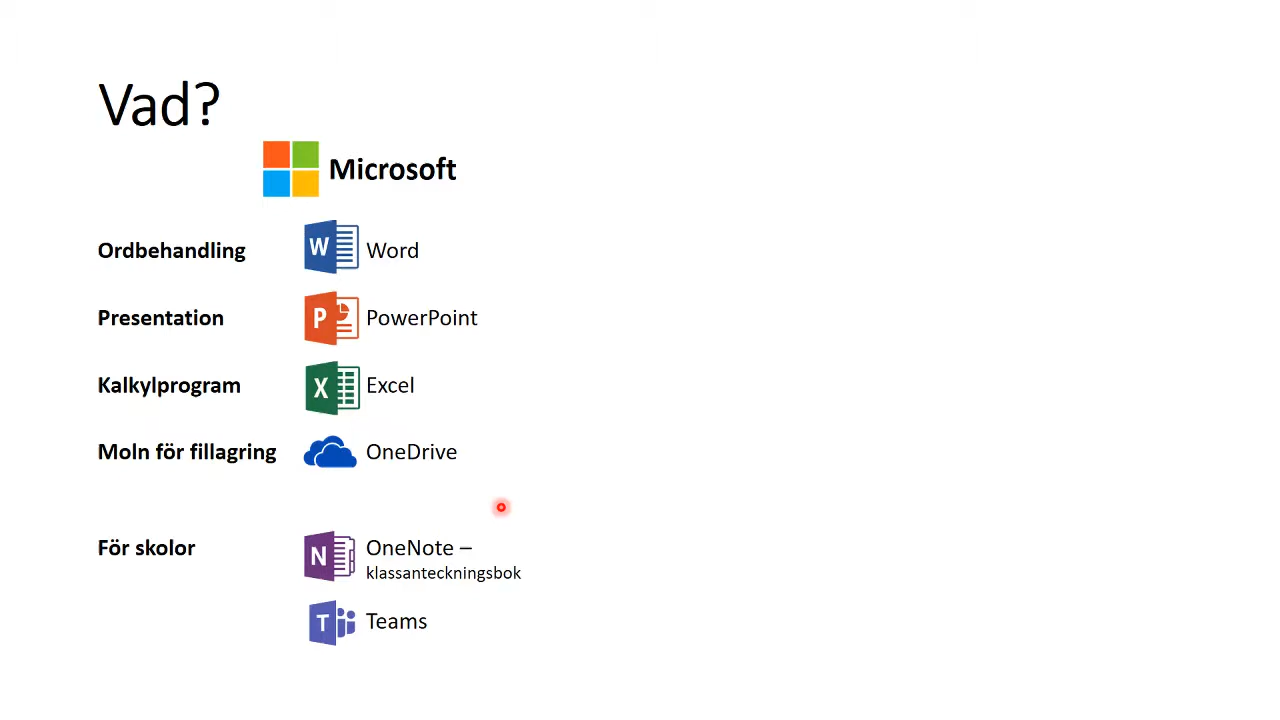 Vad?
Microsoft
Ordbehandling W Word
Presentation P PowerPoint
Kalkylprogram X Excel
Moln för fillagring OneDrive
För skolor N OneNote –
klassanteckningsbok
T Teams